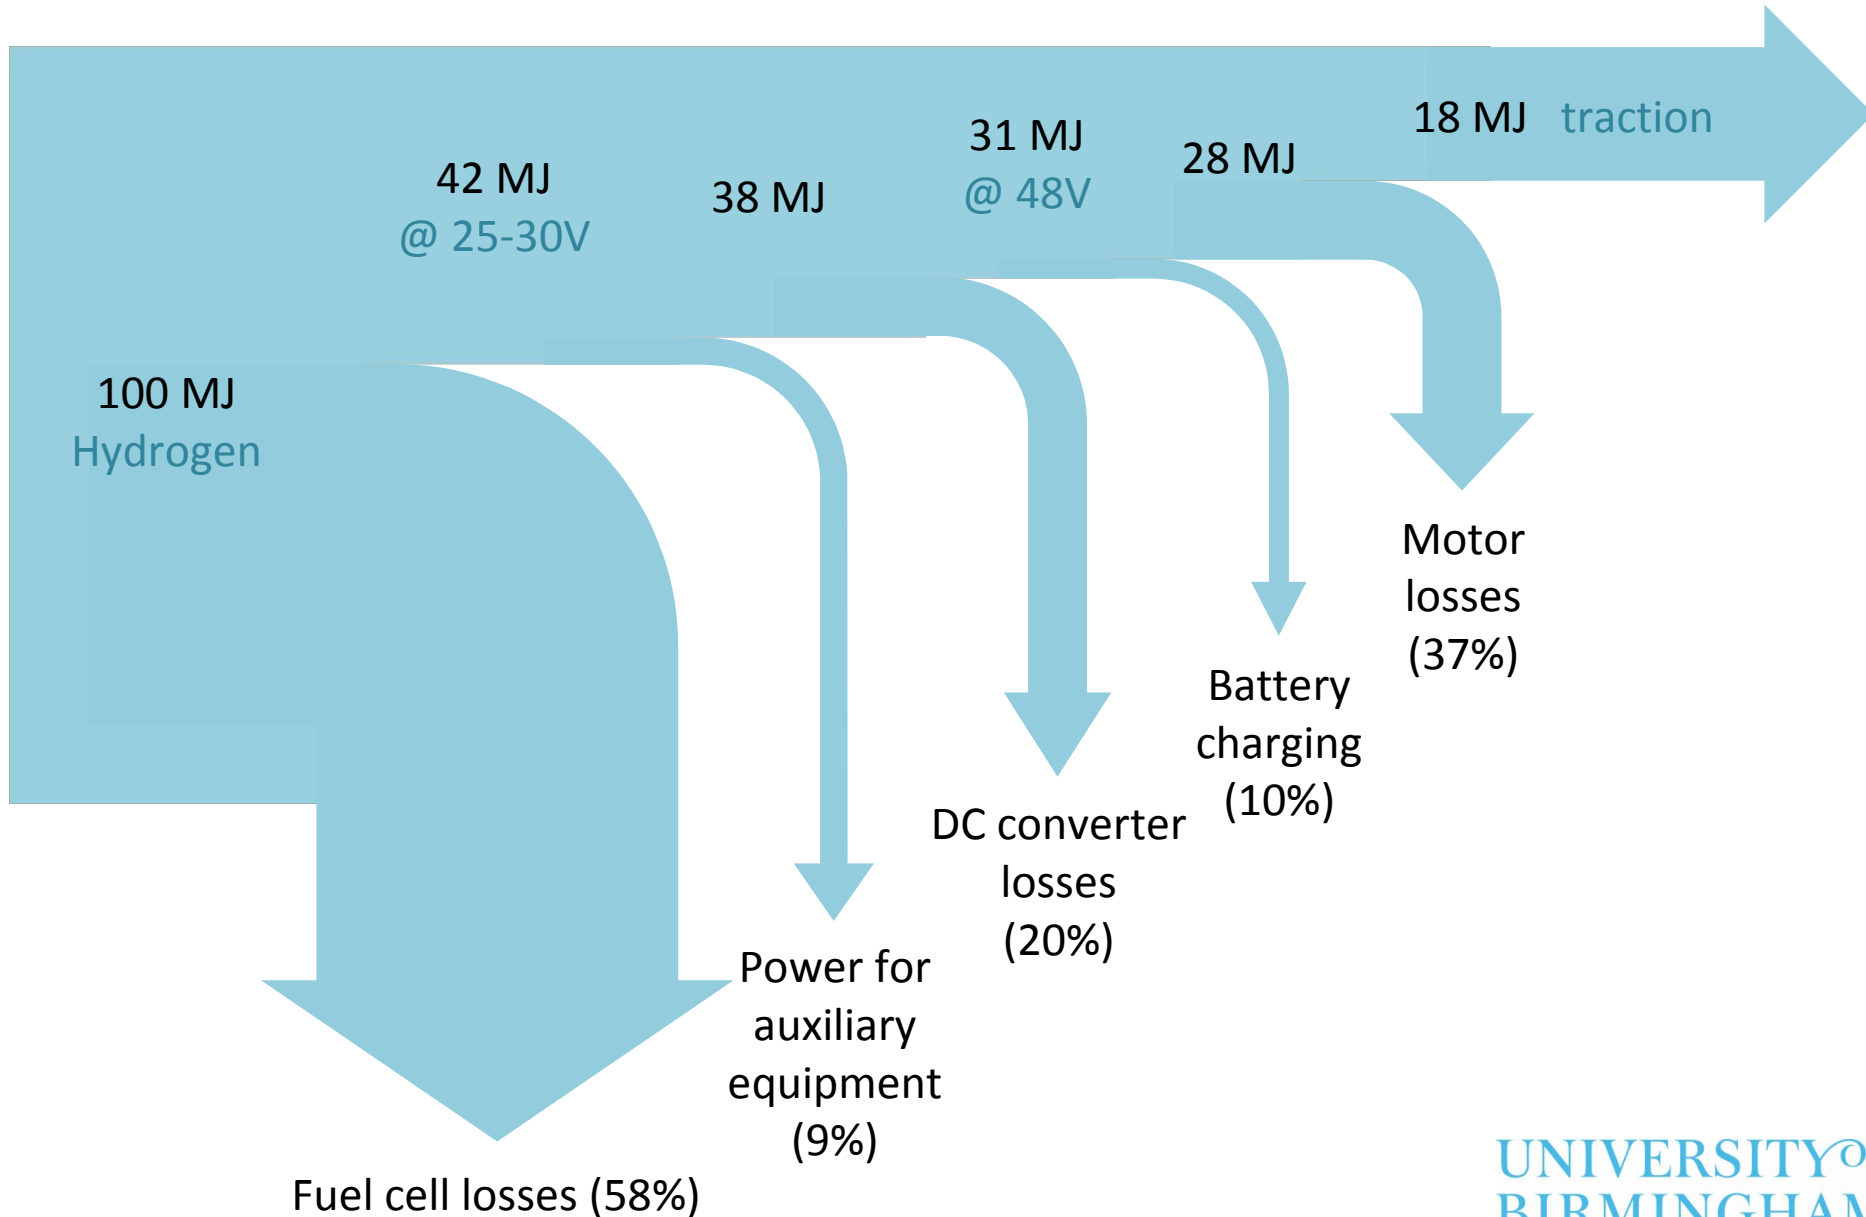 100 MJ
Hydrogen
42 MJ
@ 25-30V
38 MJ
31 MJ
@ 48V
28 MJ
18 MJ traction
Motor
losses
(37%)
Battery
charging
(10%)
DC converter
losses
(20%)
Power for
auxiliary
equipment
(9%)
Fuel cell losses (58%)
UNIVERSITY
BIRMINGHAM